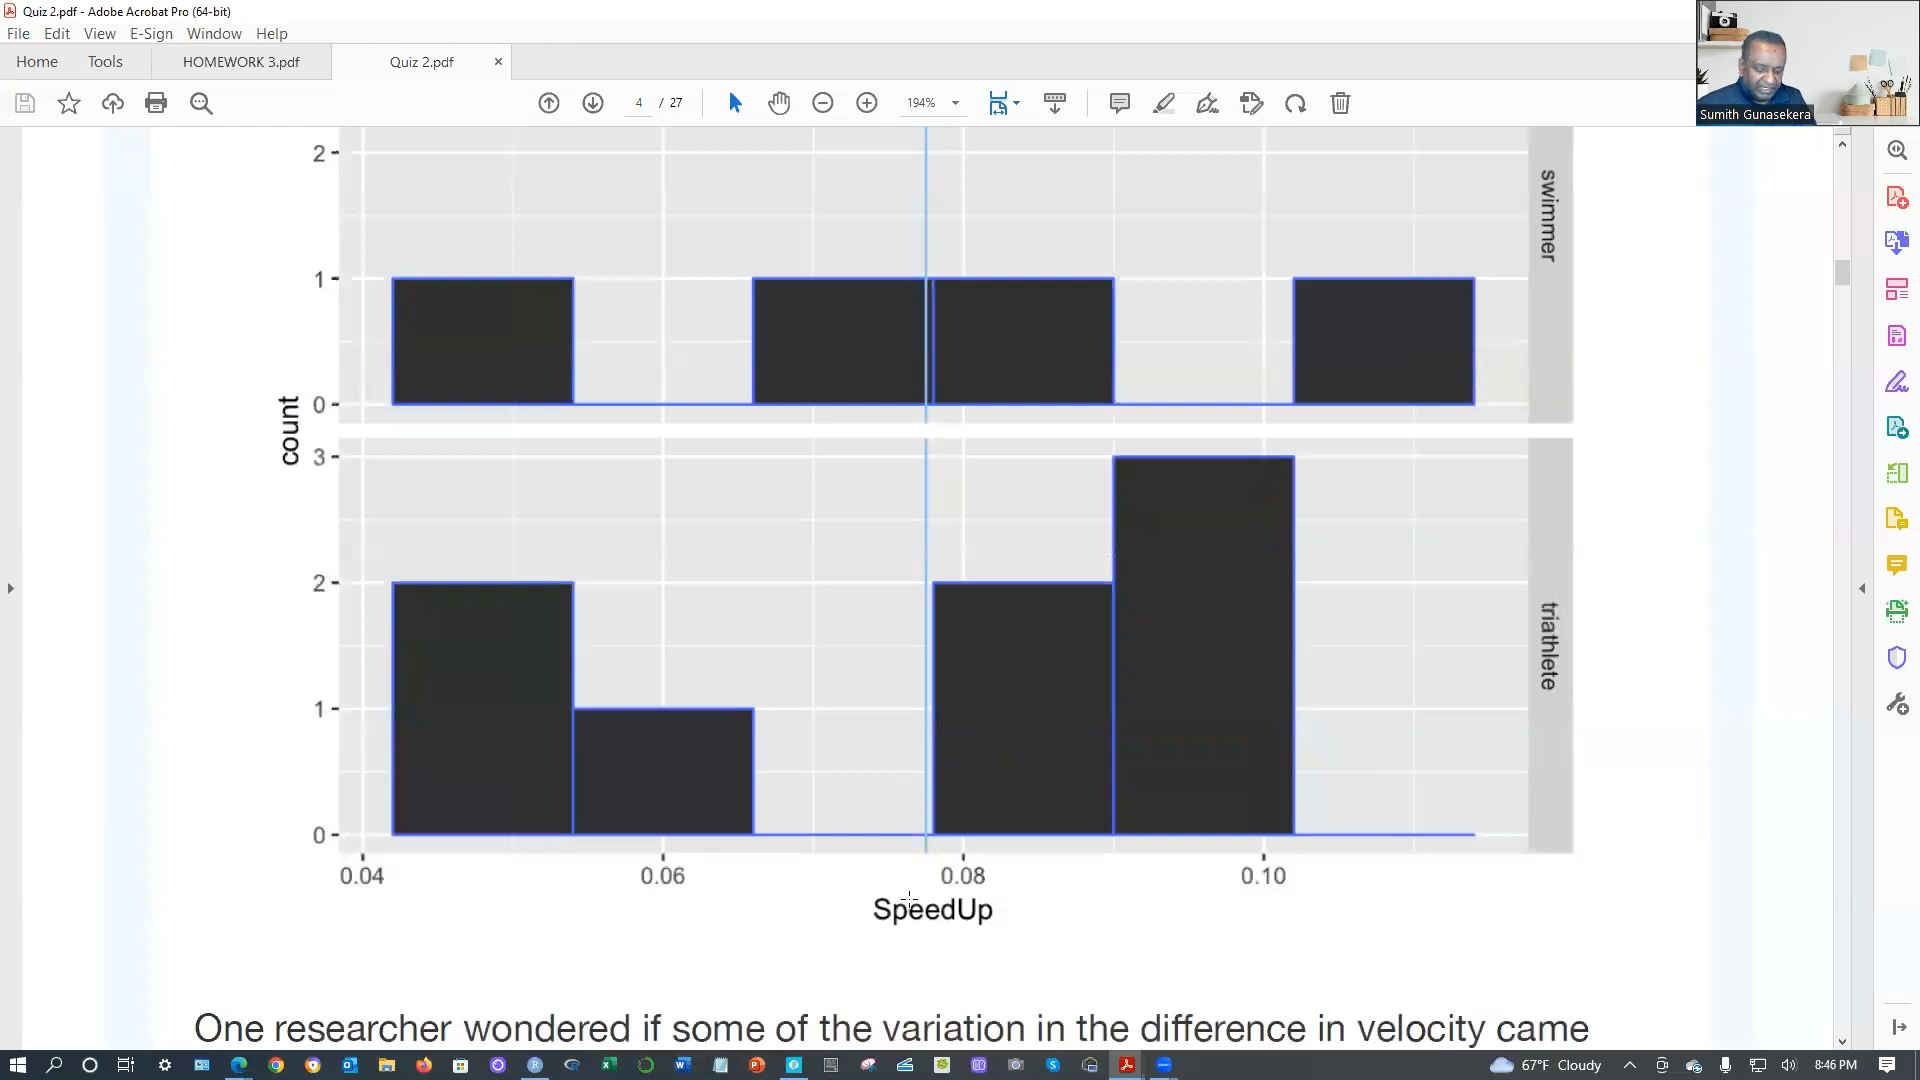 Quiz 2.pdf - Adobe Acrobat Pro (64-bit)
File Edit View E-Sign Window Help
Home Tools HOMEWORK 3.pdf Quiz 2.pdf ×
4 / 27 194%
Sumith Gunasekera
2
swimmer
1
0
count
3
2
triathlete
1
0
0.04 0.06 0.08 0.10
SpeedUp
One researcher wondered if some of the variation in the difference in velocity came
67°F Cloudy 8:46 PM